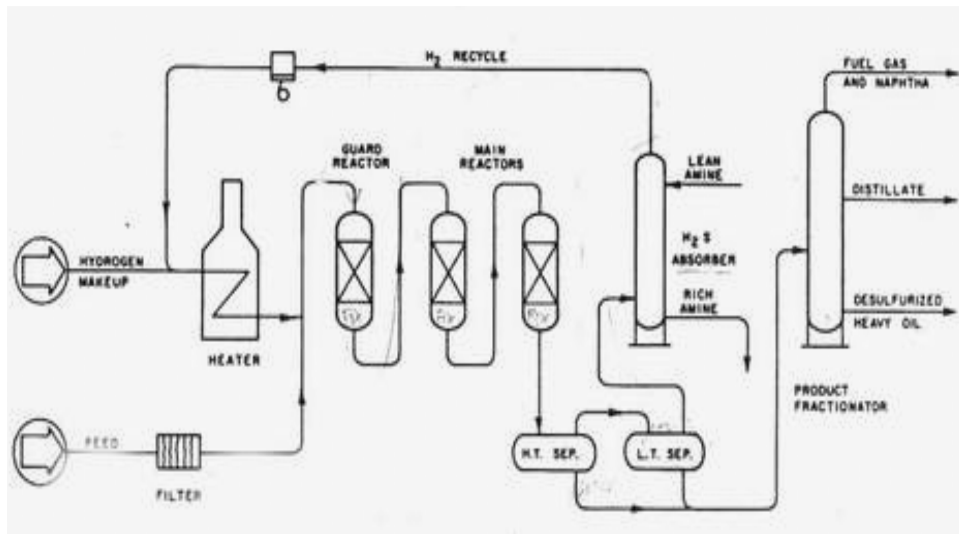 H2 RECYCLE
FUEL GAS
AND NAPHTHA
GUARD
REACTOR
MAIN
REACTORS
LEAN
AMINE
DISTILLATE
H2S
ABSORBER
HYDROGEN
MAKEUP
RICH
AMINE
DESULFURIZED
HEAVY OIL
HEATER
PRODUCT
FRACTIONATOR
FEED
H.T. SEP.
L.T. SEP.
FILTER